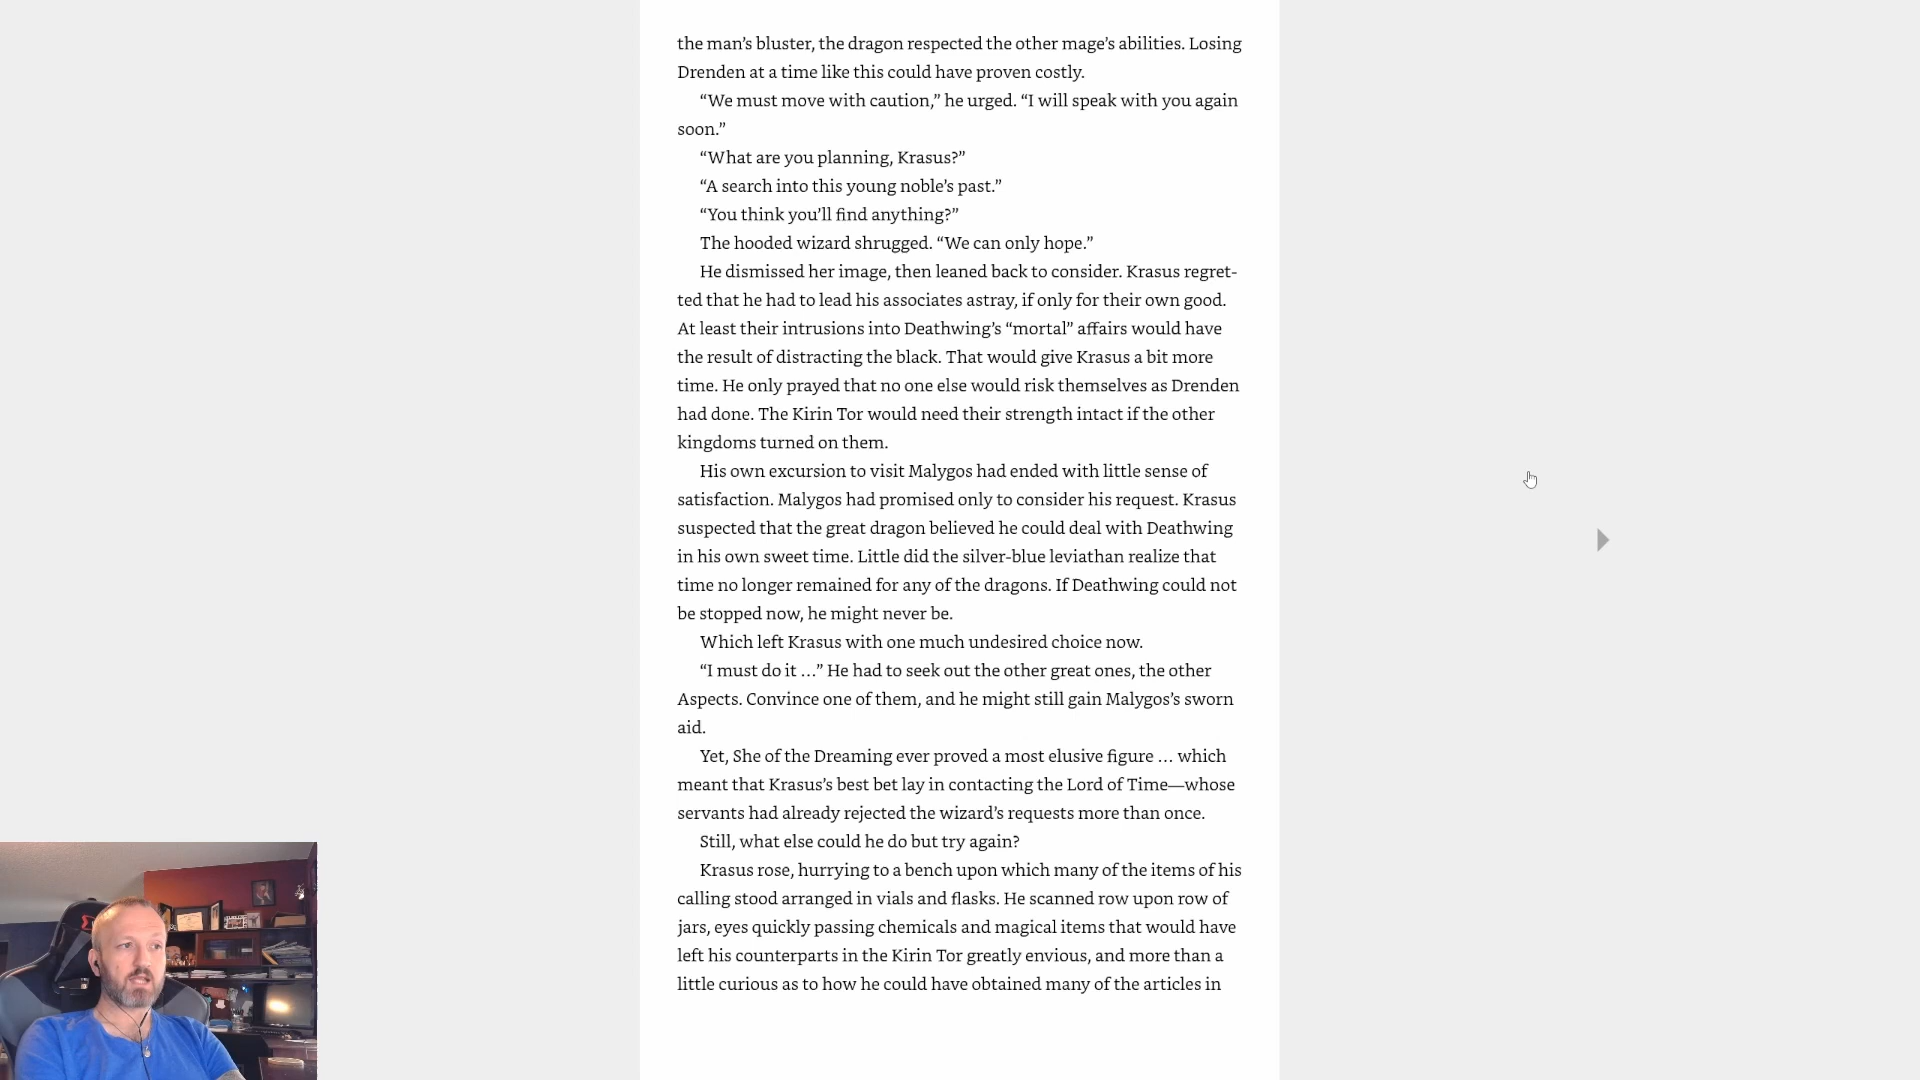 the man’s bluster, the dragon respected the other mage’s abilities. Losing
Drenden at a time like this could have proven costly.
“We must move with caution,” he urged. “I will speak with you again
soon.”
“What are you planning, Krasus?”
“A search into this young noble’s past.”
“You think you’ll find anything?”
The hooded wizard shrugged. “We can only hope.”
He dismissed her image, then leaned back to consider. Krasus regret-
ted that he had to lead his associates astray, if only for their own good.
At least their intrusions into Deathwing’s “mortal” affairs would have
the result of distracting the black. That would give Krasus a bit more
time. He only prayed that no one else would risk themselves as Drenden
had done. The Kirin Tor would need their strength intact if the other
kingdoms turned on them.
His own excursion to visit Malygos had ended with little sense of
satisfaction. Malygos had promised only to consider his request. Krasus
suspected that the great dragon believed he could deal with Deathwing
in his own sweet time. Little did the silver-blue leviathan realize that
time no longer remained for any of the dragons. If Deathwing could not
be stopped now, he might never be.
Which left Krasus with one much undesired choice now.
“I must do it …” He had to seek out the other great ones, the other
Aspects. Convince one of them, and he might still gain Malygos’s sworn
aid.
Yet, She of the Dreaming ever proved a most elusive figure … which
meant that Krasus’s best bet lay in contacting the Lord of Time—whose
servants had already rejected the wizard’s requests more than once.
Still, what else could he do but try again?
Krasus rose, hurrying to a bench upon which many of the items of his
calling stood arranged in vials and flasks. He scanned row upon row of
jars, eyes quickly passing chemicals and magical items that would have
left his counterparts in the Kirin Tor greatly envious, and more than a
little curious as to how he could have obtained many of the articles in